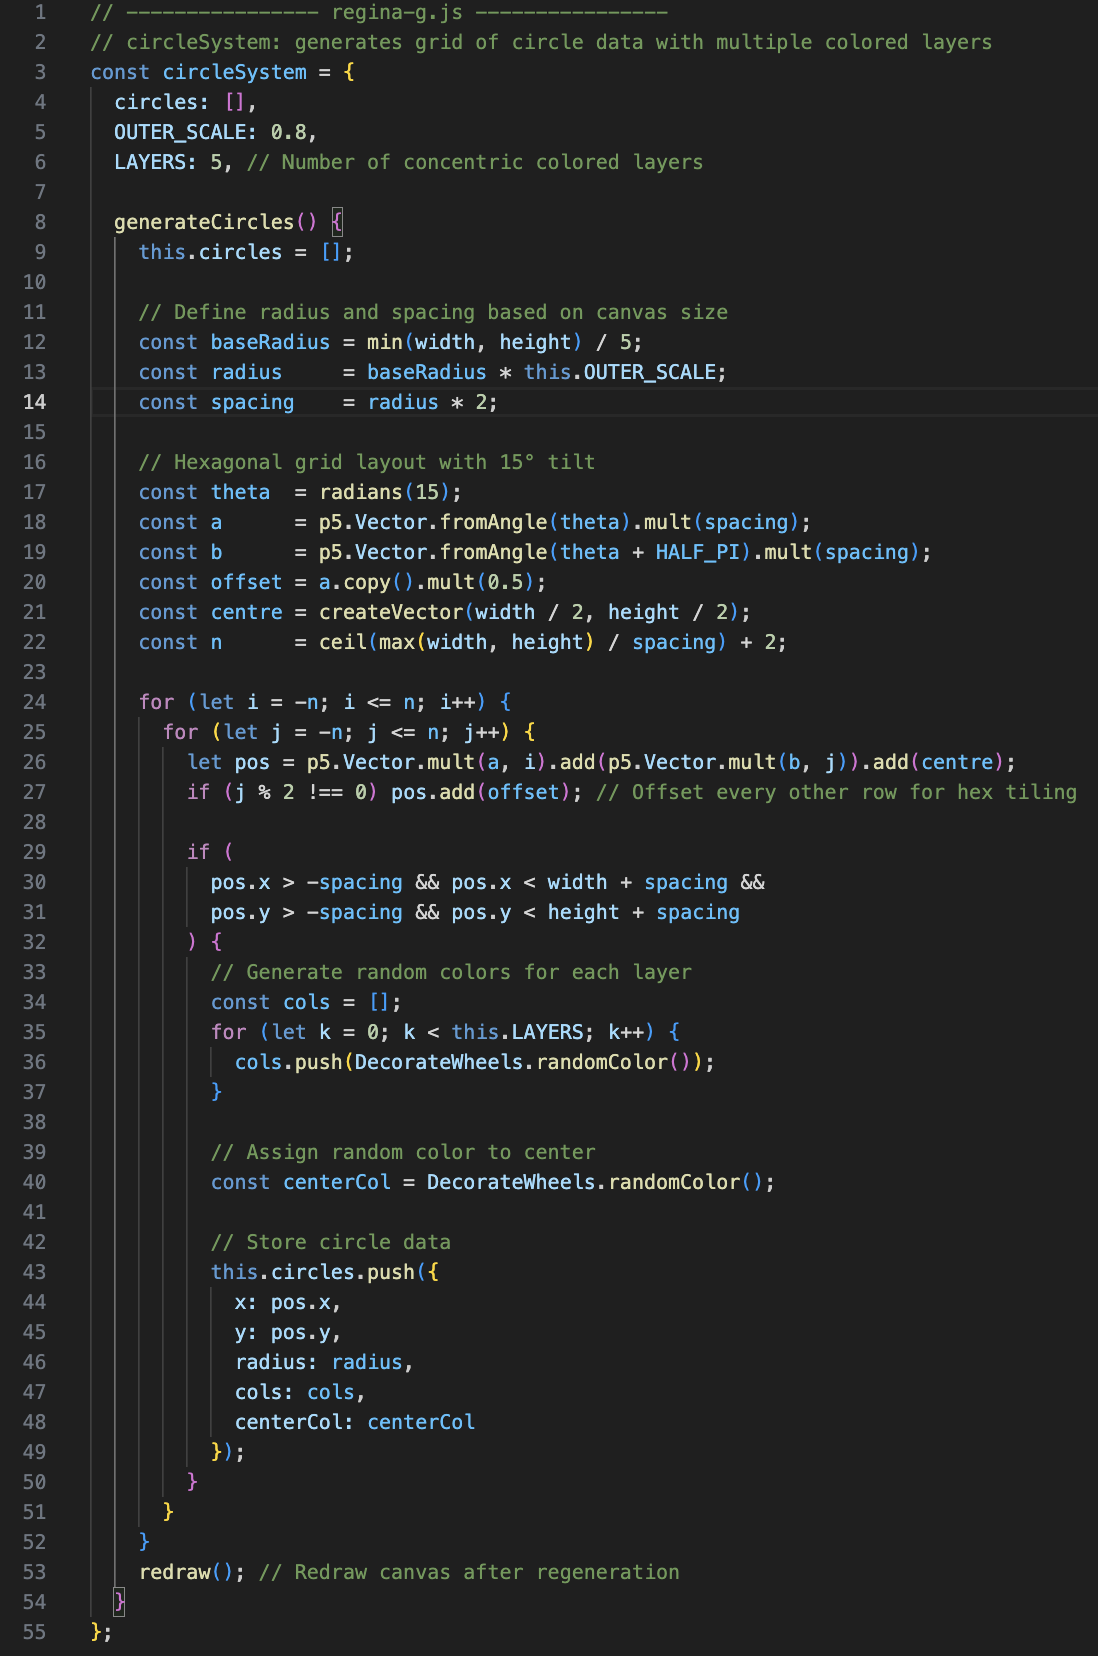 1 // ---------------- regina-g.js ----------------
2 // circleSystem: generates grid of circle data with multiple colored layers
3 const circleSystem = {
4   circles: [],
5   OUTER_SCALE: 0.8,
6   LAYERS: 5, // Number of concentric colored layers
7
8   generateCircles() {
9     this.circles = [];
10
11     // Define radius and spacing based on canvas size
12     const baseRadius = min(width, height) / 5;
13     const radius     = baseRadius * this.OUTER_SCALE;
14     const spacing    = radius * 2;
15
16     // Hexagonal grid layout with 15° tilt
17     const theta  = radians(15);
18     const a      = p5.Vector.fromAngle(theta).mult(spacing);
19     const b      = p5.Vector.fromAngle(theta + HALF_PI).mult(spacing);
20     const offset = a.copy().mult(0.5);
21     const centre = createVector(width / 2, height / 2);
22     const n      = ceil(max(width, height) / spacing) + 2;
23
24     for (let i = -n; i <= n; i++) {
25       for (let j = -n; j <= n; j++) {
26         let pos = p5.Vector.mult(a, i).add(p5.Vector.mult(b, j)).add(centre);
27         if (j % 2 !== 0) pos.add(offset); // Offset every other row for hex tiling
28
29         if (
30           pos.x > -spacing && pos.x < width + spacing &&
31           pos.y > -spacing && pos.y < height + spacing
32         ) {
33           // Generate random colors for each layer
34           const cols = [];
35           for (let k = 0; k < this.LAYERS; k++) {
36             cols.push(DecorateWheels.randomColor());
37           }
38
39           // Assign random color to center
40           const centerCol = DecorateWheels.randomColor();
41
42           // Store circle data
43           this.circles.push({
44             x: pos.x,
45             y: pos.y,
46             radius: radius,
47             cols: cols,
48             centerCol: centerCol
49           });
50         }
51       }
52     }
53     redraw(); // Redraw canvas after regeneration
54   }
55 };